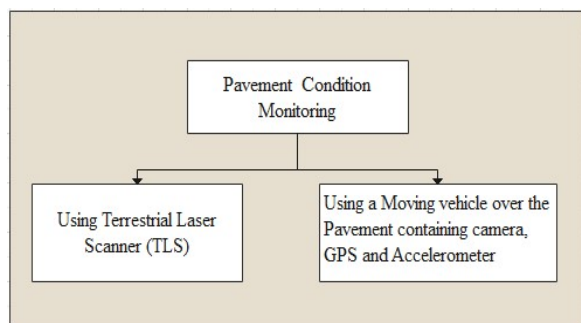 Pavement Condition
Monitoring
Using Terrestrial Laser
Scanner (TLS)
Using a Moving vehicle over the
Pavement containing camera,
GPS and Accelerometer